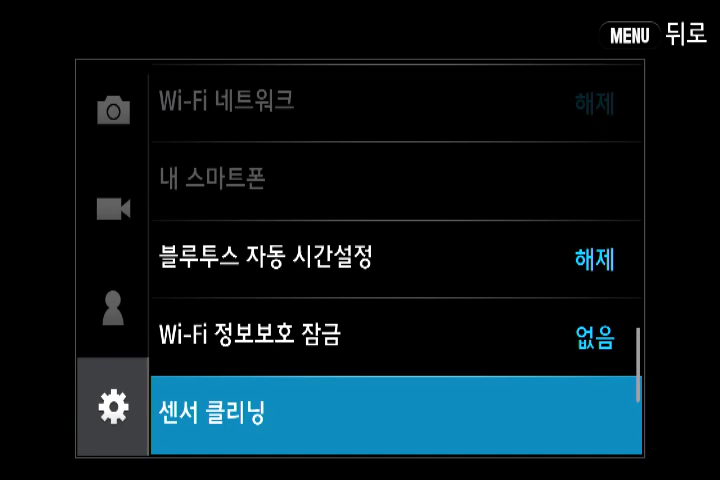 MENU 뒤로
Wi-Fi 네트워크 해제
내 스마트폰
블루투스 자동 시간설정 해제
Wi-Fi 정보보호 잠금 없음
센서 클리닝